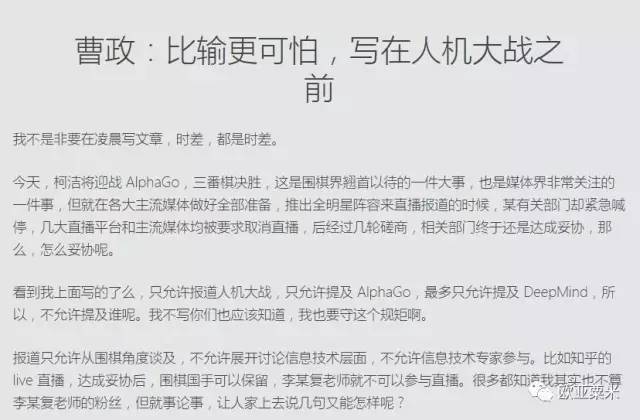 曹政：比输更可怕，写在人机大战之
前
我不是非要在凌晨写文章，时差，都是时差。
今天，柯洁将迎战 AlphaGo，三番棋决胜，这是围棋界翘首以待的一件大事，也是媒体界非常关注的
一件事，但就在各大主流媒体做好全部准备，推出全明星阵容来直播报道的时候，某有关部门却紧急喊
停，几大直播平台和主流媒体均被要求取消直播，后经过几轮磋商，相关部门终于还是达成妥协，那
么，怎么妥协呢。
看到我上面写的了么，只允许报道人机大战，只允许提及 AlphaGo，最多只允许提及 DeepMind，所
以，不允许提及谁呢。我不写你们也应该知道，我也要守这个规矩啊。
报道只允许从围棋角度谈及，不允许展开讨论信息技术层面，不允许信息技术专家参与。比如知乎的
live 直播，达成妥协后，围棋国手可以保留，李某复老师就不可以参与直播。很多都知道我其实也不算
李某复老师的粉丝，但就事论事，让人家上去说几句又能怎样呢？
欧亚粟米